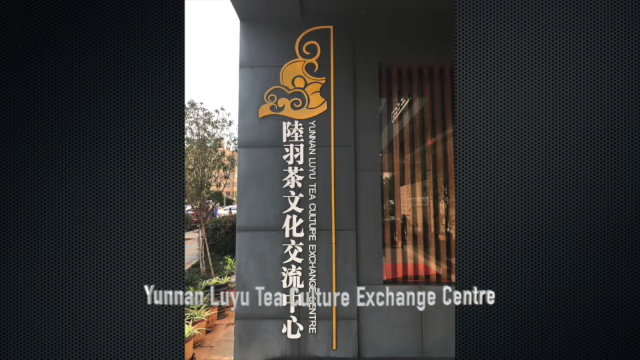 陸羽茶文化交流中心
YUNNAN LUYU TEA CULTURE EXCHANGE CENTRE
Yunnan Luyu Tea Culture Exchange Centre